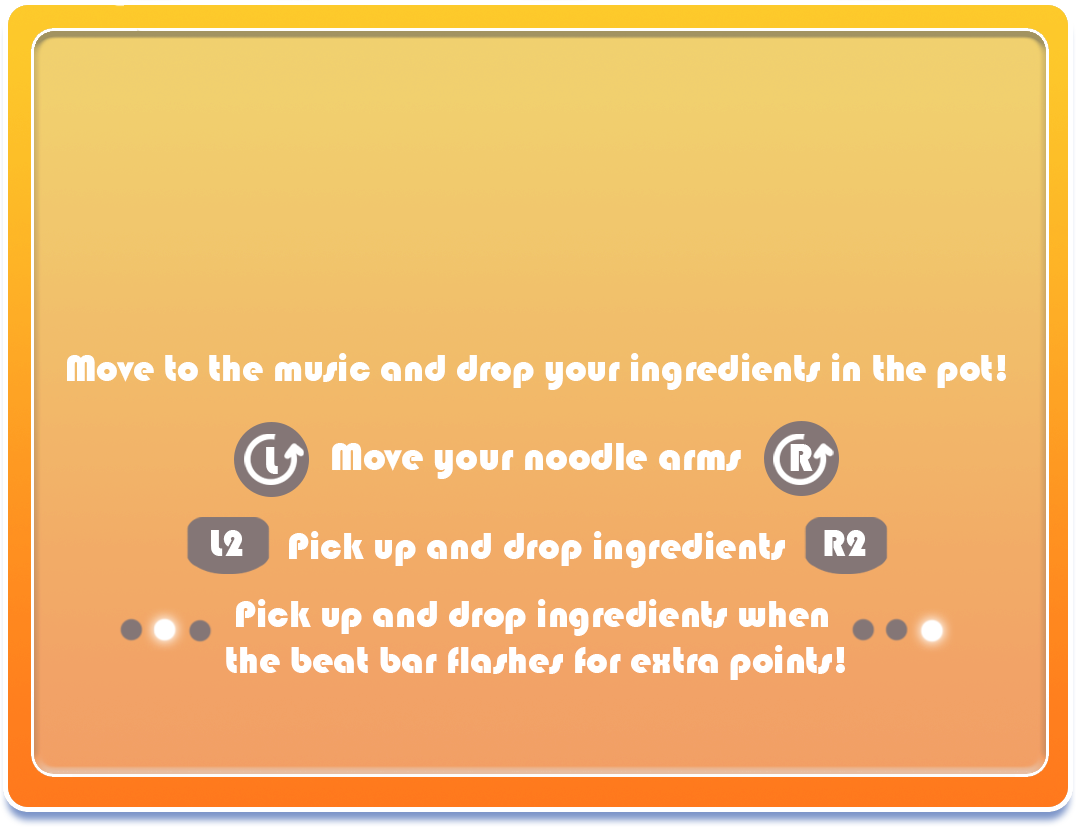 Move to the music and drop your ingredients in the pot!
L Move your noodle arms R
L2 Pick up and drop ingredients R2
Pick up and drop ingredients when
the beat bar flashes for extra points!